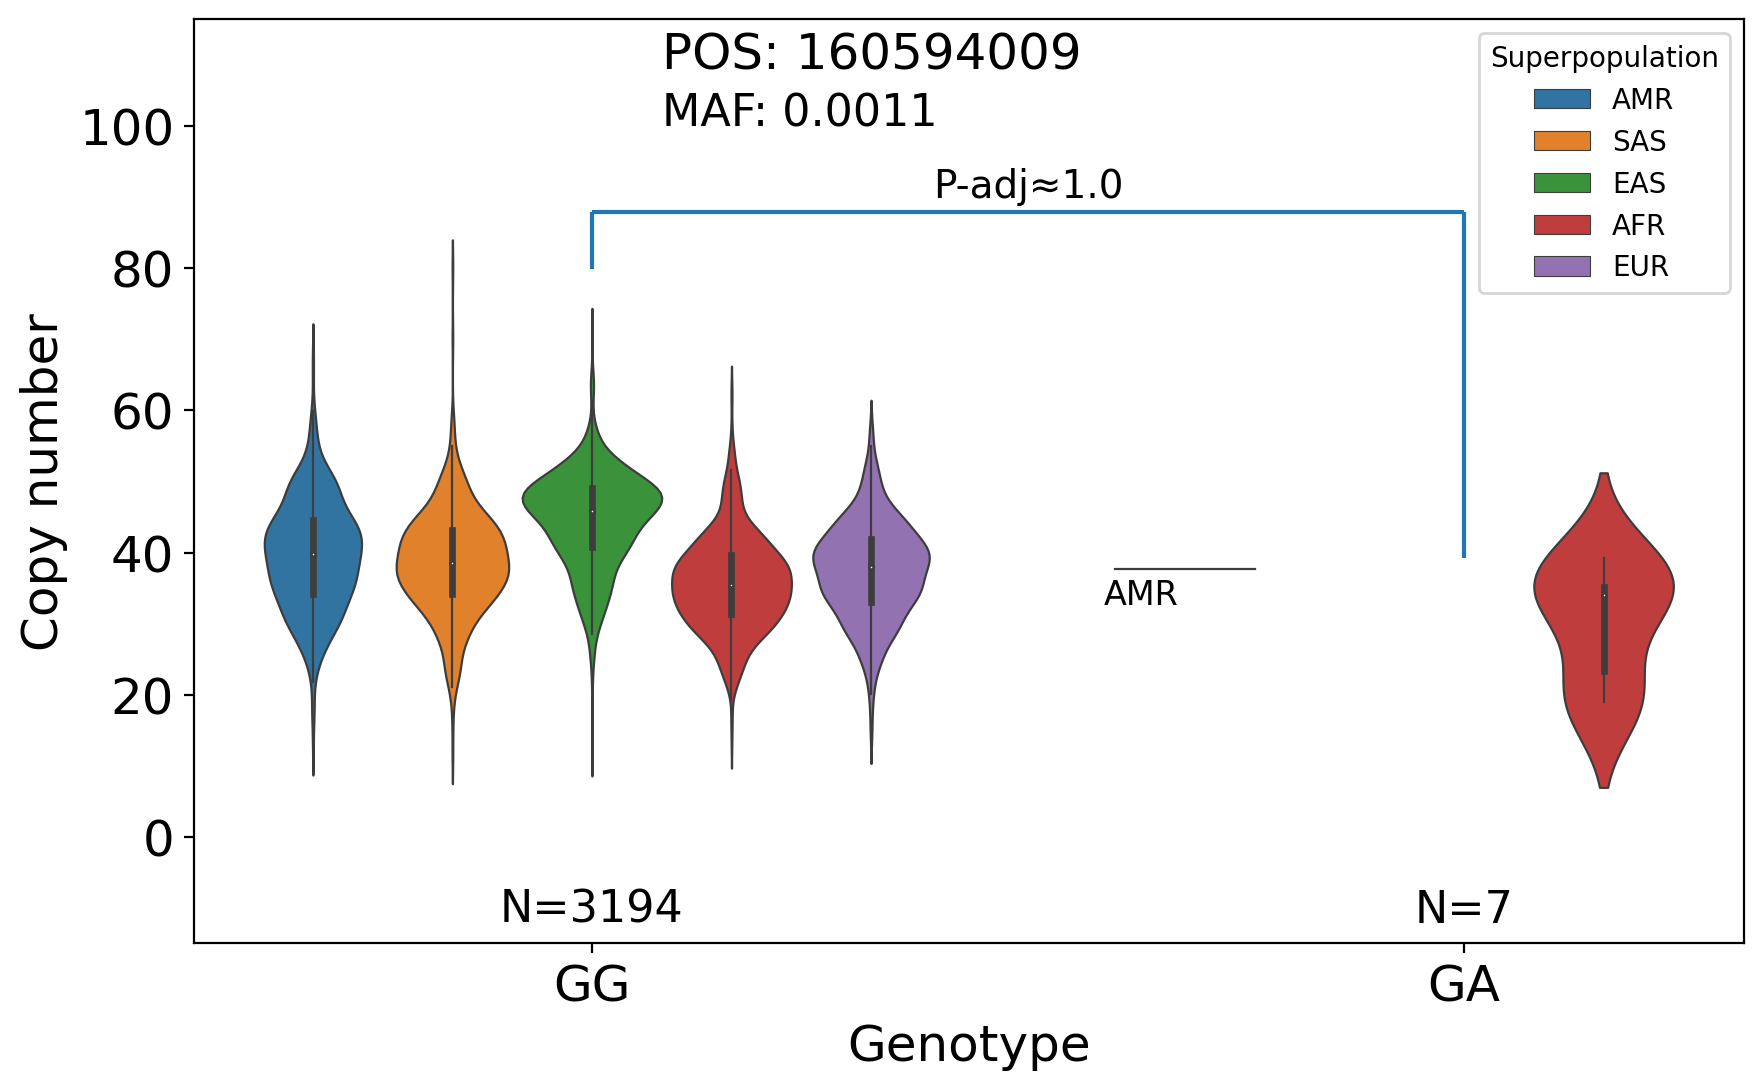 POS: 160594009
MAF: 0.0011
P-adj≈1.0
Superpopulation
AMR
SAS
EAS
AFR
EUR
Copy number
100
80
60
40
20
0
AMR
N=3194
N=7
GG
GA
Genotype